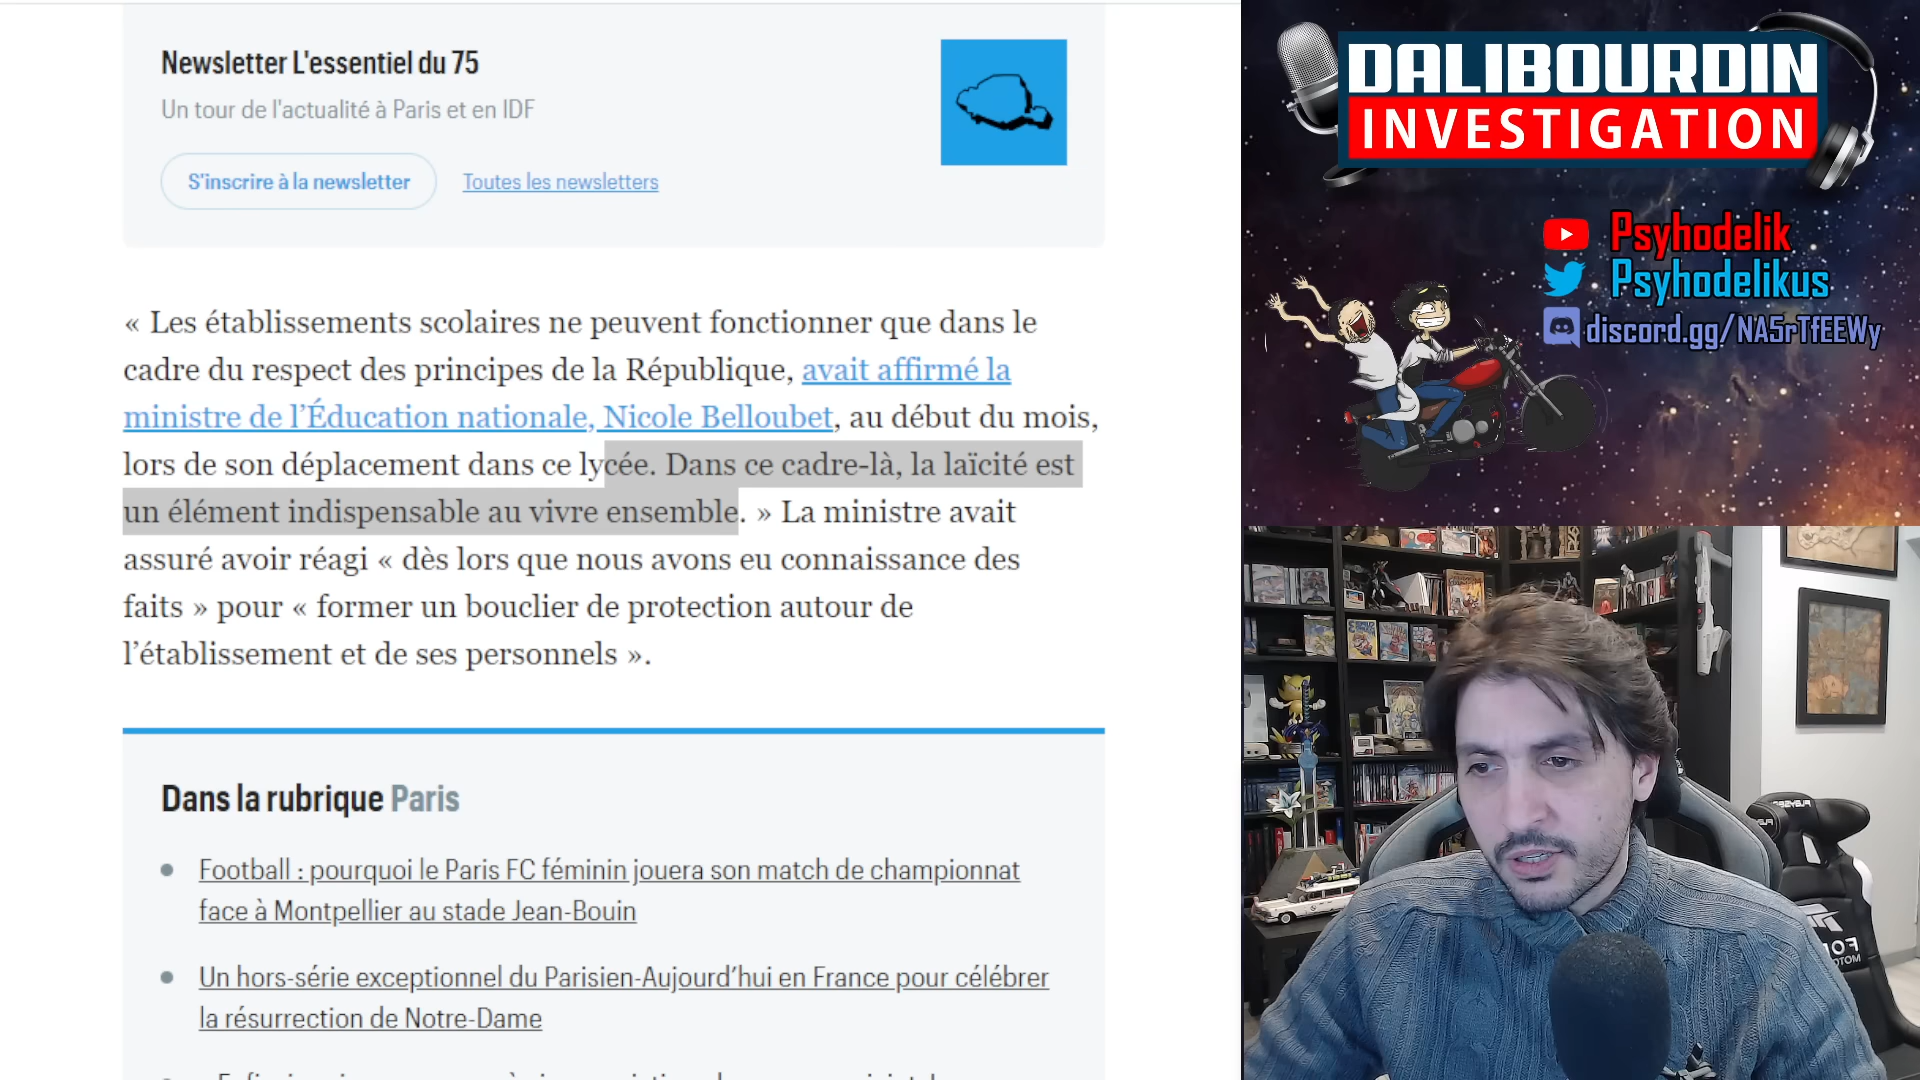 Newsletter L'essentiel du 75
Un tour de l'actualité à Paris et en IDF
S'inscrire à la newsletter
Toutes les newsletters
« Les établissements scolaires ne peuvent fonctionner que dans le
cadre du respect des principes de la République, avait affirmé la
ministre de l’Éducation nationale, Nicole Belloubet, au début du mois,
lors de son déplacement dans ce lycée. Dans ce cadre-là, la laïcité est
un élément indispensable au vivre ensemble. » La ministre avait
assuré avoir réagi « dès lors que nous avons eu connaissance des
faits » pour « former un bouclier de protection autour de
l’établissement et de ses personnels ».
Dans la rubrique Paris
Football : pourquoi le Paris FC féminin jouera son match de championnat
face à Montpellier au stade Jean-Bouin
Un hors-série exceptionnel du Parisien-Aujourd’hui en France pour célébrer
la résurrection de Notre-Dame
DALIBOURDIN
INVESTIGATION
Psyhodelik
Psyhodelikus
discord.gg/NA5rTfEEWy